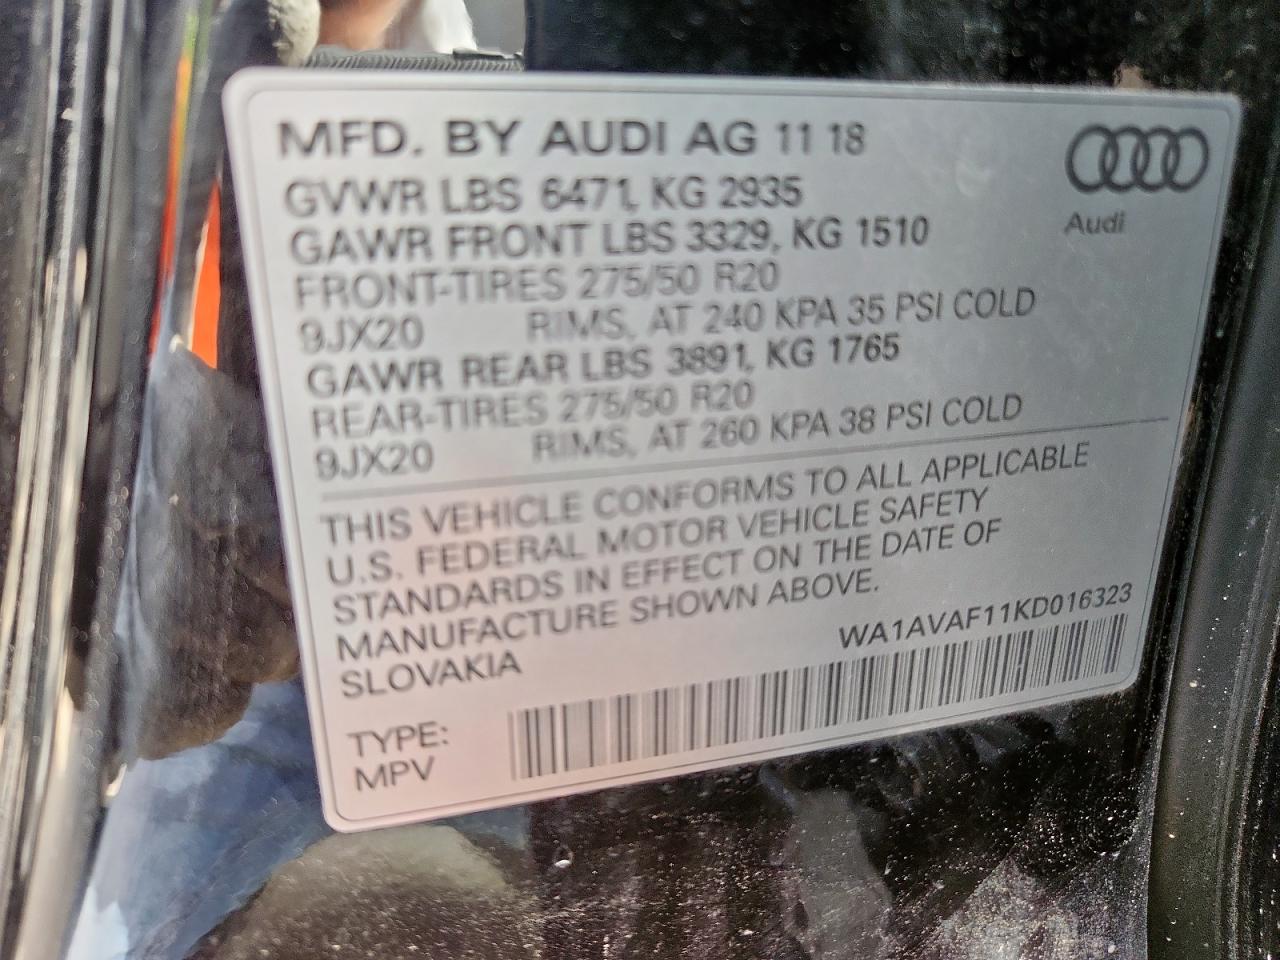 MFD. BY AUDI AG 11 18
GVWR LBS 6471, KG 2935
GAWR FRONT LBS 3329, KG 1510
FRONT-TIRES 275/50 R20
9JX20 RIMS, AT 240 KPA 35 PSI COLD
GAWR REAR LBS 3891, KG 1765
REAR-TIRES 275/50 R20
9JX20 RIMS, AT 260 KPA 38 PSI COLD
Audi
THIS VEHICLE CONFORMS TO ALL APPLICABLE
U.S. FEDERAL MOTOR VEHICLE SAFETY
STANDARDS IN EFFECT ON THE DATE OF
MANUFACTURE SHOWN ABOVE.
SLOVAKIA
WA1AVAF11KD016323
TYPE:
MPV